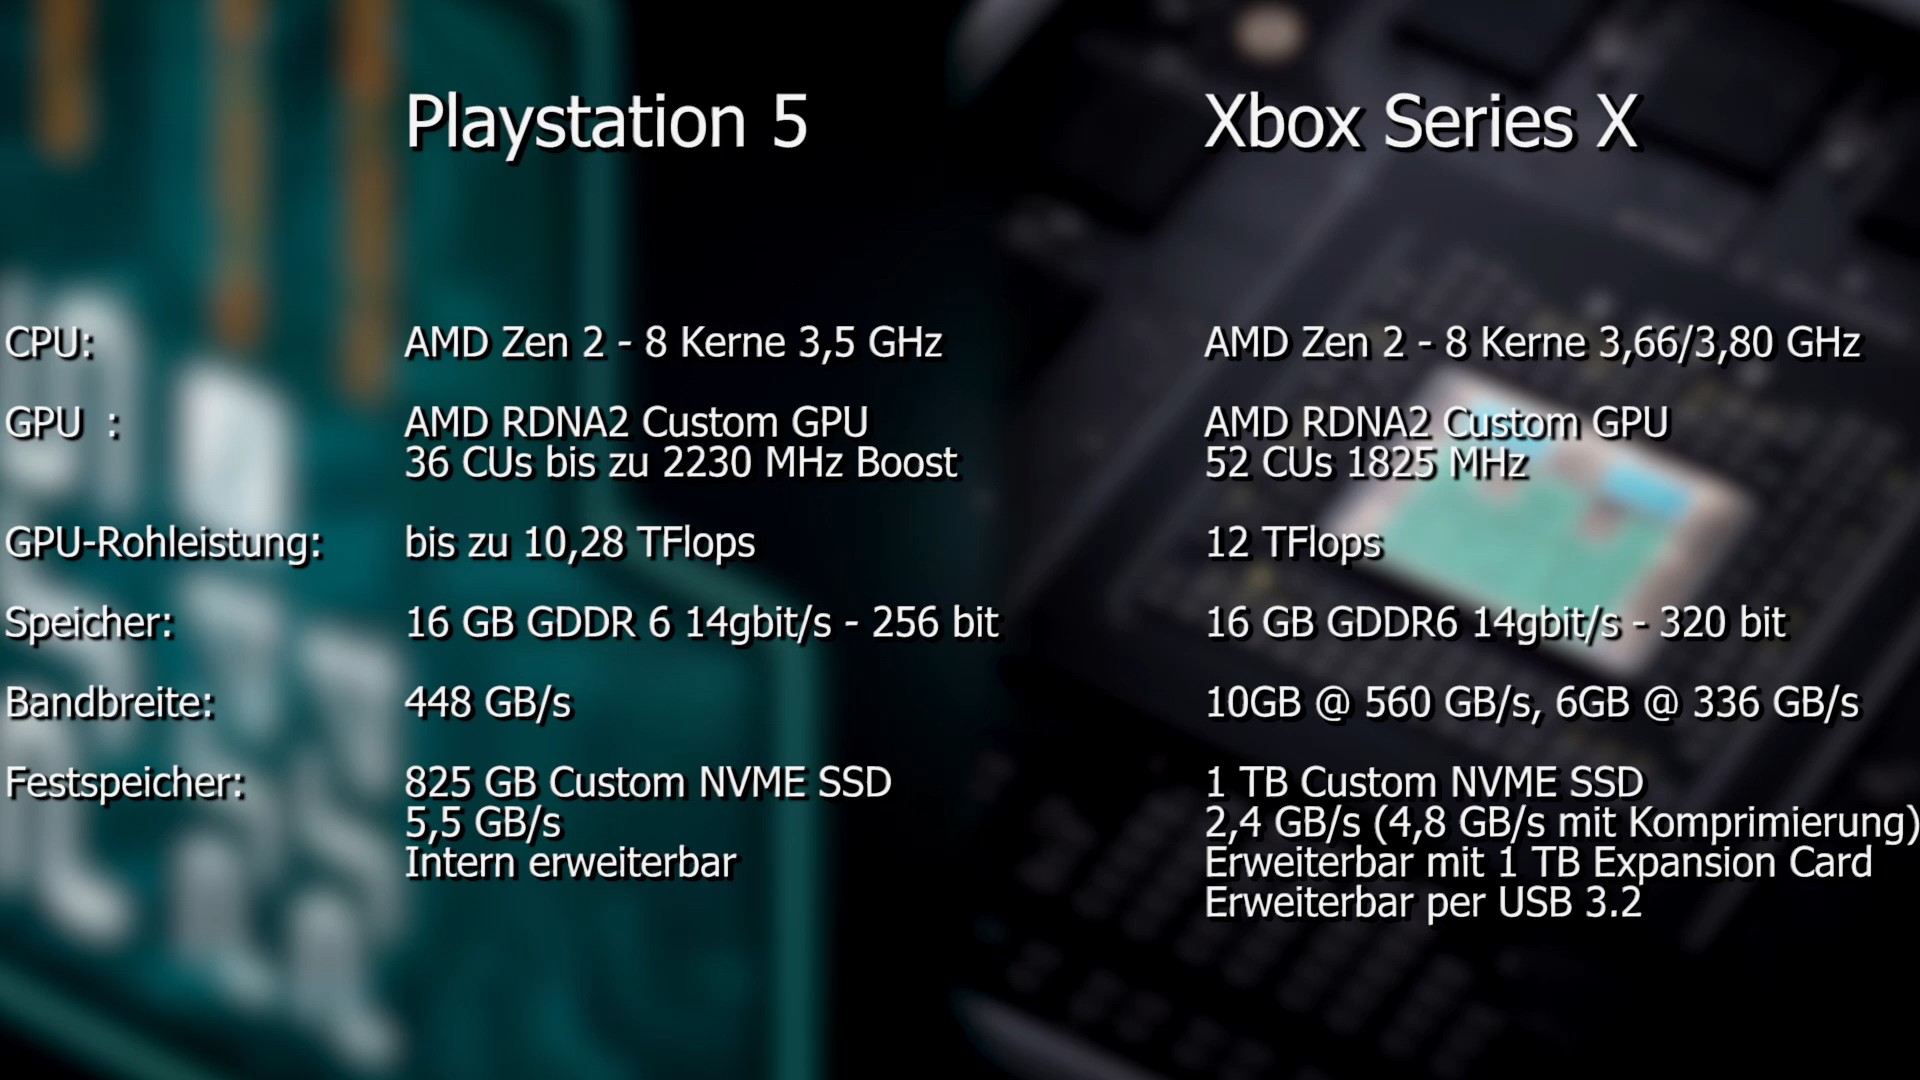 Playstation 5 Xbox Series X
CPU: AMD Zen 2 - 8 Kerne 3,5 GHz AMD Zen 2 - 8 Kerne 3,66/3,80 GHz
GPU : AMD RDNA2 Custom GPU AMD RDNA2 Custom GPU
36 CUs bis zu 2230 MHz Boost 52 CUs 1825 MHz
GPU-Rohleistung: bis zu 10,28 TFlops 12 TFlops
Speicher: 16 GB GDDR 6 14gbit/s - 256 bit 16 GB GDDR6 14gbit/s - 320 bit
Bandbreite: 448 GB/s 10GB @ 560 GB/s, 6GB @ 336 GB/s
Festspeicher: 825 GB Custom NVME SSD 1 TB Custom NVME SSD
5,5 GB/s 2,4 GB/s (4,8 GB/s mit Komprimierung)
Intern erweiterbar Erweiterbar mit 1 TB Expansion Card
Erweiterbar per USB 3.2